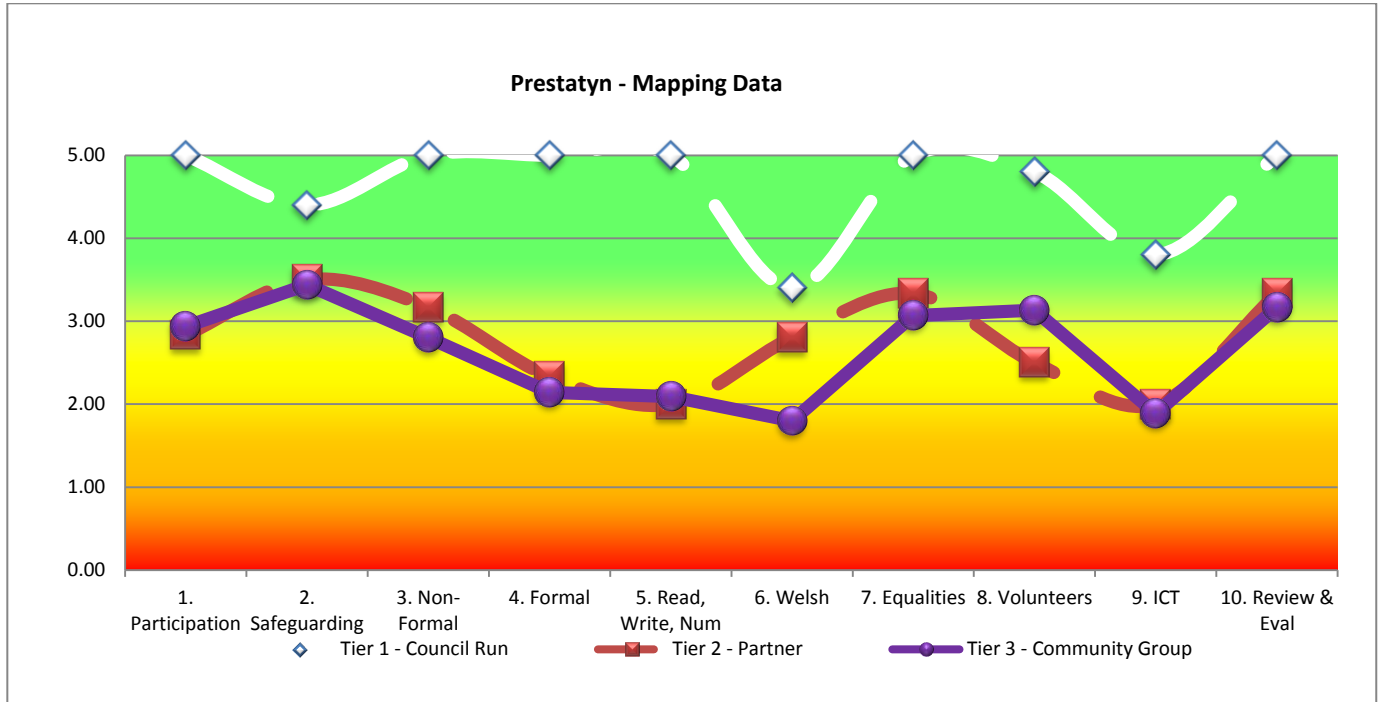 Prestatyn - Mapping Data
5.00
4.00
3.00
2.00
1.00
0.00
1.
Participation
2.
Safeguarding
3. Non-
Formal
4. Formal
5. Read,
Write, Num
6. Welsh
7. Equalities
8. Volunteers
9. ICT
10. Review &
Eval
Tier 1 - Council Run
Tier 2 - Partner
Tier 3 - Community Group